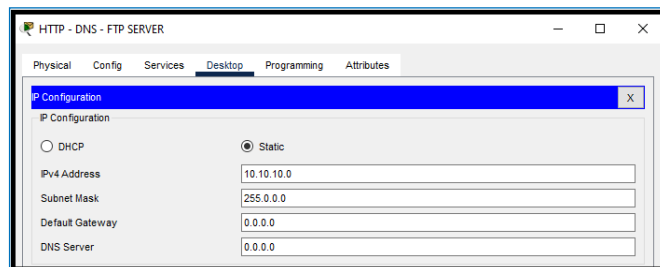 HTTP - DNS - FTP SERVER
Physical Config Services Desktop Programming Attributes
IP Configuration X
IP Configuration
DHCP Static
IPv4 Address 10.10.10.0
Subnet Mask 255.0.0.0
Default Gateway 0.0.0.0
DNS Server 0.0.0.0